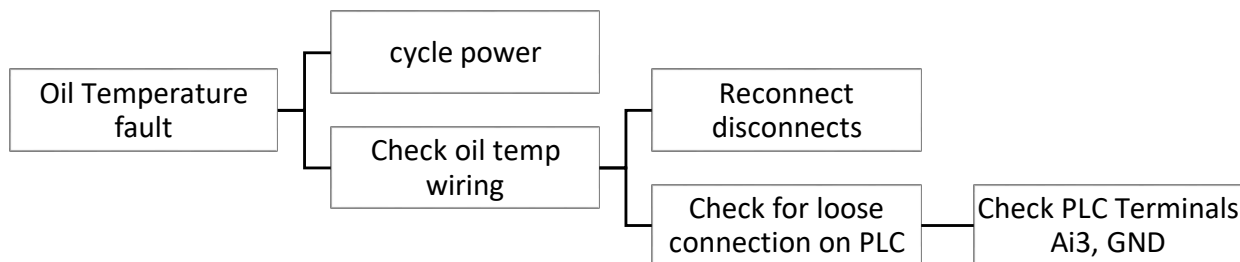 cycle power
Oil Temperature
fault
Check oil temp
wiring
Reconnect
disconnects
Check for loose
connection on PLC
Check PLC Terminals
Ai3, GND